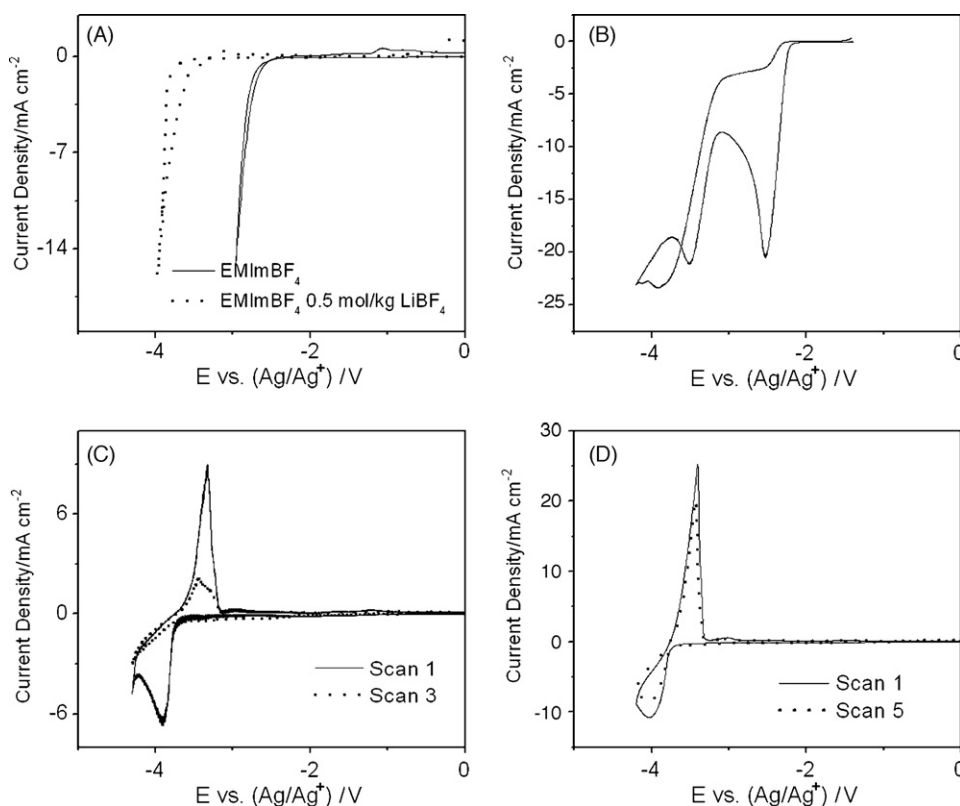 (A)
0
-7
-14
Current Density/mA cm⁻²
EMImBF₄
EMImBF₄ 0.5 mol/kg LiBF₄
-4 -2 0
E vs. (Ag/Ag⁺) /V
(B)
0
-5
-10
-15
-20
-25
Current Density/mA cm⁻²
-4 -2 0
E vs. (Ag/Ag⁺) /V
(C)
6
0
-6
Current Density/mA cm⁻²
Scan 1
Scan 3
-4 -2 0
E vs. (Ag/Ag⁺) /V
(D)
30
20
10
0
-10
Current Density/mA cm⁻²
Scan 1
Scan 5
-4 -2 0
E vs. (Ag/Ag⁺) /V